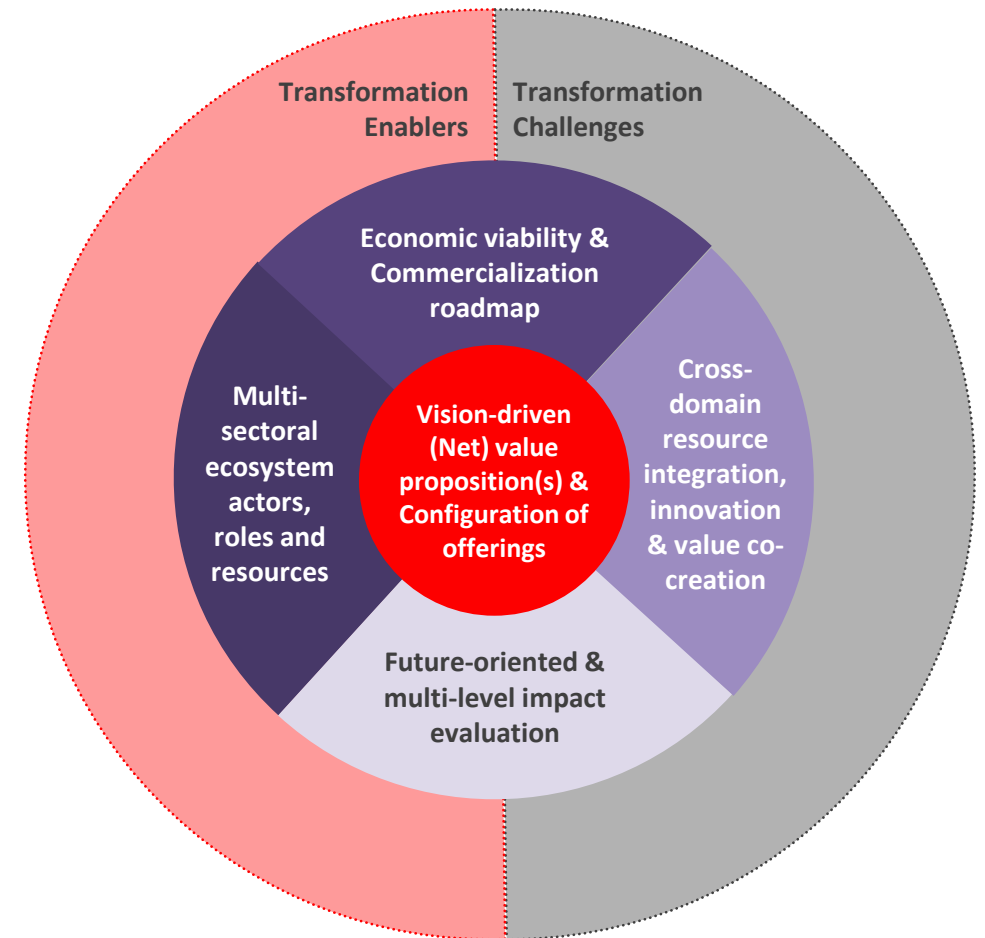 Transformation
Enablers
Transformation
Challenges
Economic viability &
Commercialization
roadmap
Multi-
sectoral
ecosystem
actors,
roles and
resources
Vision-driven
(Net) value
proposition(s) &
Configuration of
offerings
Cross-
domain
resource
integration,
innovation
& value co-
creation
Future-oriented &
multi-level impact
evaluation